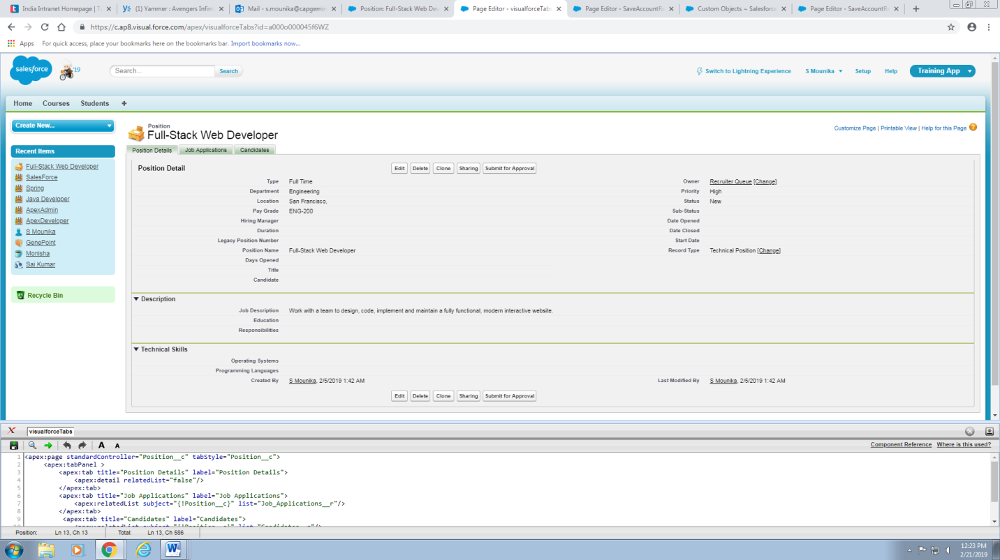 India Intranet Homepage | T
(1) Yammer : Avengers Infini
Mail - s.mounika@capgemin
Position: Full-Stack Web De
Page Editor - visualforceTab
Page Editor - SaveAccountR
Custom Objects ~ Salesforce
Page Editor - SaveAccountR
https://c.ap8.visual.force.com/apex/visualforceTabs?id=a000o000045f6WZ
Apps For quick access, place your bookmarks here on the bookmarks bar. Import bookmarks now...
salesforce '19 Search... Search Switch to Lightning Experience S Mounika Setup Help Training App
Home Courses Students +
Create New...
Recent Items
Full-Stack Web Developer
SalesForce
Spring
Java Developer
ApexAdmin
ApexDeveloper
S Mounika
GenePoint
Monisha
Sai Kumar
Recycle Bin
Position
Full-Stack Web Developer
Customize Page | Printable View | Help for this Page
Position Details Job Applications Candidates
Position Detail Edit Delete Clone Sharing Submit for Approval
Type Full Time Owner Recruiter Queue [Change]
Department Engineering Priority High
Location San Francisco, Status New
Pay Grade ENG-200 Sub-Status
Hiring Manager Date Opened
Duration Date Closed
Legacy Position Number Start Date
Position Name Full-Stack Web Developer Record Type Technical Position [Change]
Days Opened
Title
Candidate
Description
Job Description Work with a team to design, code, implement and maintain a fully functional, modern interactive website.
Education
Responsibilities
Technical Skills
Operating Systems
Programming Languages
Created By S Mounika, 2/5/2019 1:42 AM Last Modified By S Mounika, 2/5/2019 1:42 AM
Edit Delete Clone Sharing Submit for Approval
visualforceTabs
A A Component Reference Where is this used?
1 <apex:page standardController="Position__c" tabStyle="Position__c">
2 <apex:tabPanel >
3 <apex:tab title="Position Details" label="Position Details">
4 <apex:detail relatedList="false"/>
5 </apex:tab>
6 <apex:tab title="Job Applications" label="Job Applications">
7 <apex:relatedList subject="{!Position__c}" list="Job_Applications__r"/>
8 </apex:tab>
9 <apex:tab title="Candidates" label="Candidates">
Position: Ln 13, Ch 13 Total: Ln 13, Ch 586
12:23 PM
2/21/2019